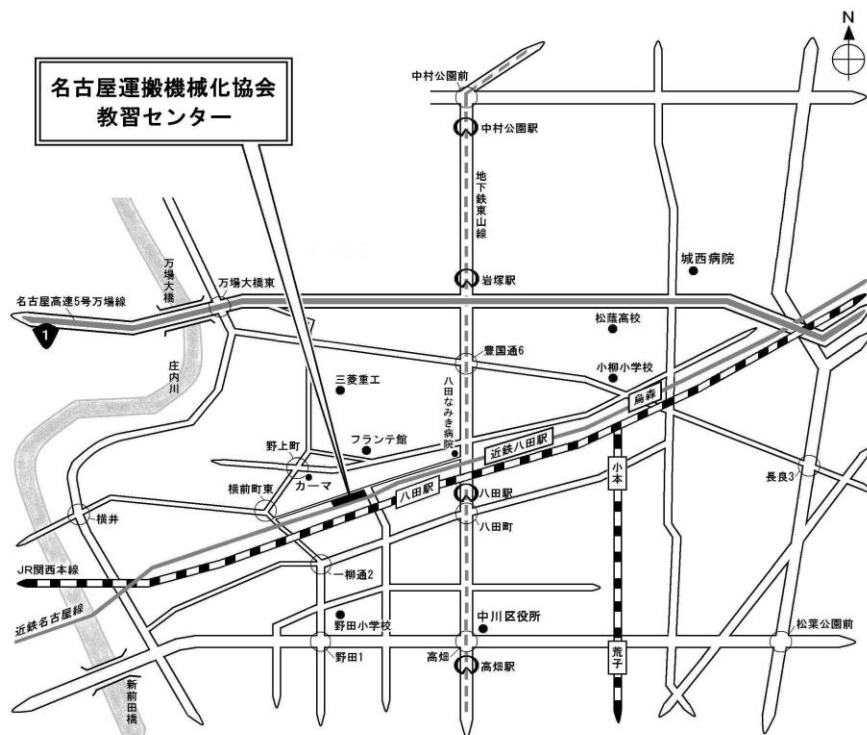 N
中村公園前
名古屋運搬機械化協会
教習センター
中村公園駅
地下鉄東山線
城西病院
万場大橋
万場大橋東
岩塚駅
名古屋高速5号万場線
1
松蔭高校
豊国通6
庄内川
三菱重工
小柳小学校
八田なみき病院
烏森
フランテ館
野上町
近鉄八田駅
カーマ
小本
長良3
横前町東
八田駅
八田駅
横井
八田町
JR関西本線
一柳通2
近鉄名古屋線
野田小学校
中川区役所
松葉公園前
野田1
高畑
荒子
高畑駅
新前田橋